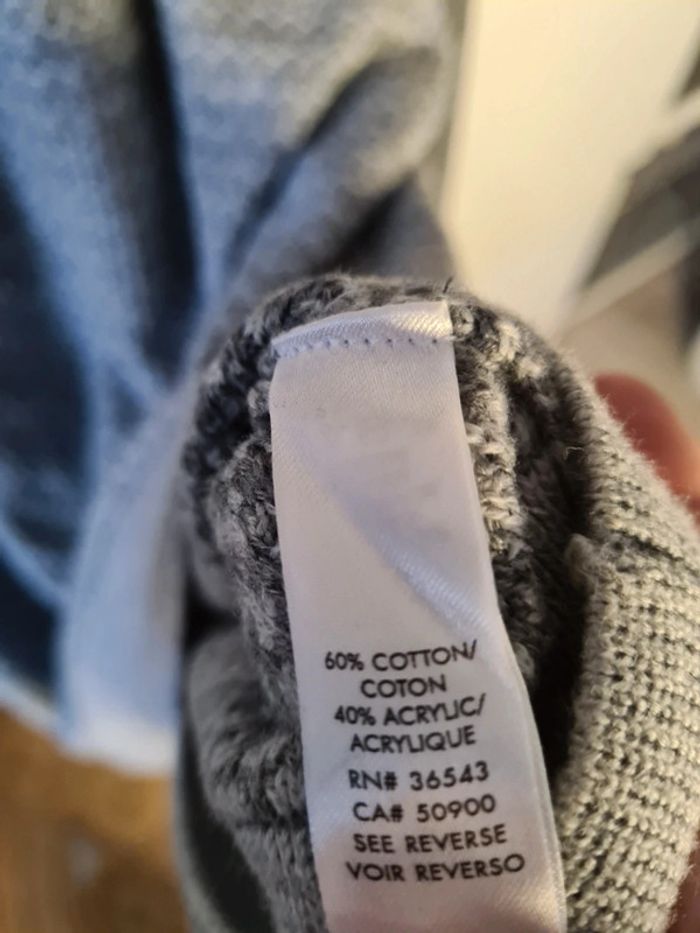 60% COTTON/
COTON
40% ACRYLIC/
ACRYLIQUE
RN# 36543
CA# 50900
SEE REVERSE
VOIR REVERSO